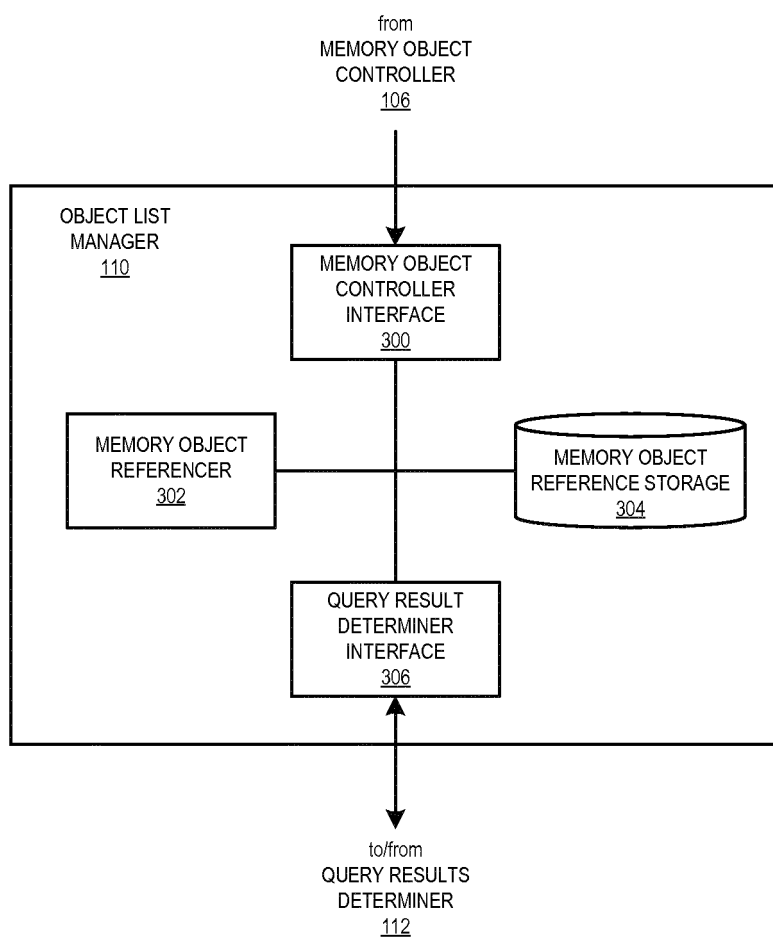 from
MEMORY OBJECT
CONTROLLER
106
OBJECT LIST
MANAGER
110
MEMORY OBJECT
CONTROLLER
INTERFACE
300
MEMORY OBJECT
REFERENCER
302
MEMORY OBJECT
REFERENCE STORAGE
304
QUERY RESULT
DETERMINER
INTERFACE
306
to/from
QUERY RESULTS
DETERMINER
112